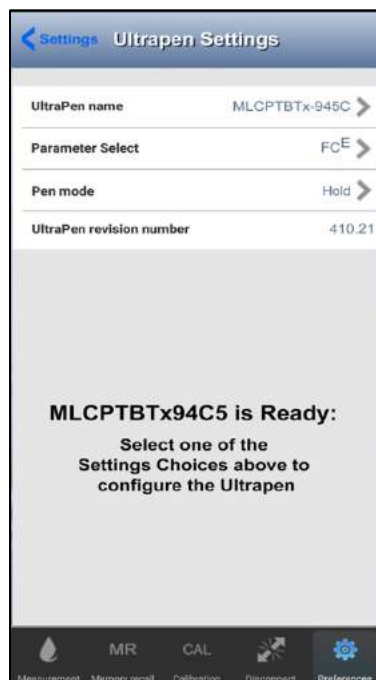 Settings Ultrapen Settings
UltraPen name MLCPTBTx-945C
Parameter Select FCᴱ
Pen mode Hold
UltraPen revision number 410.21
MLCPTBTx94C5 is Ready:
Select one of the
Settings Choices above to
configure the Ultrapen
MR CAL
Measurement Memory recall Calibration Disconnect Preferences